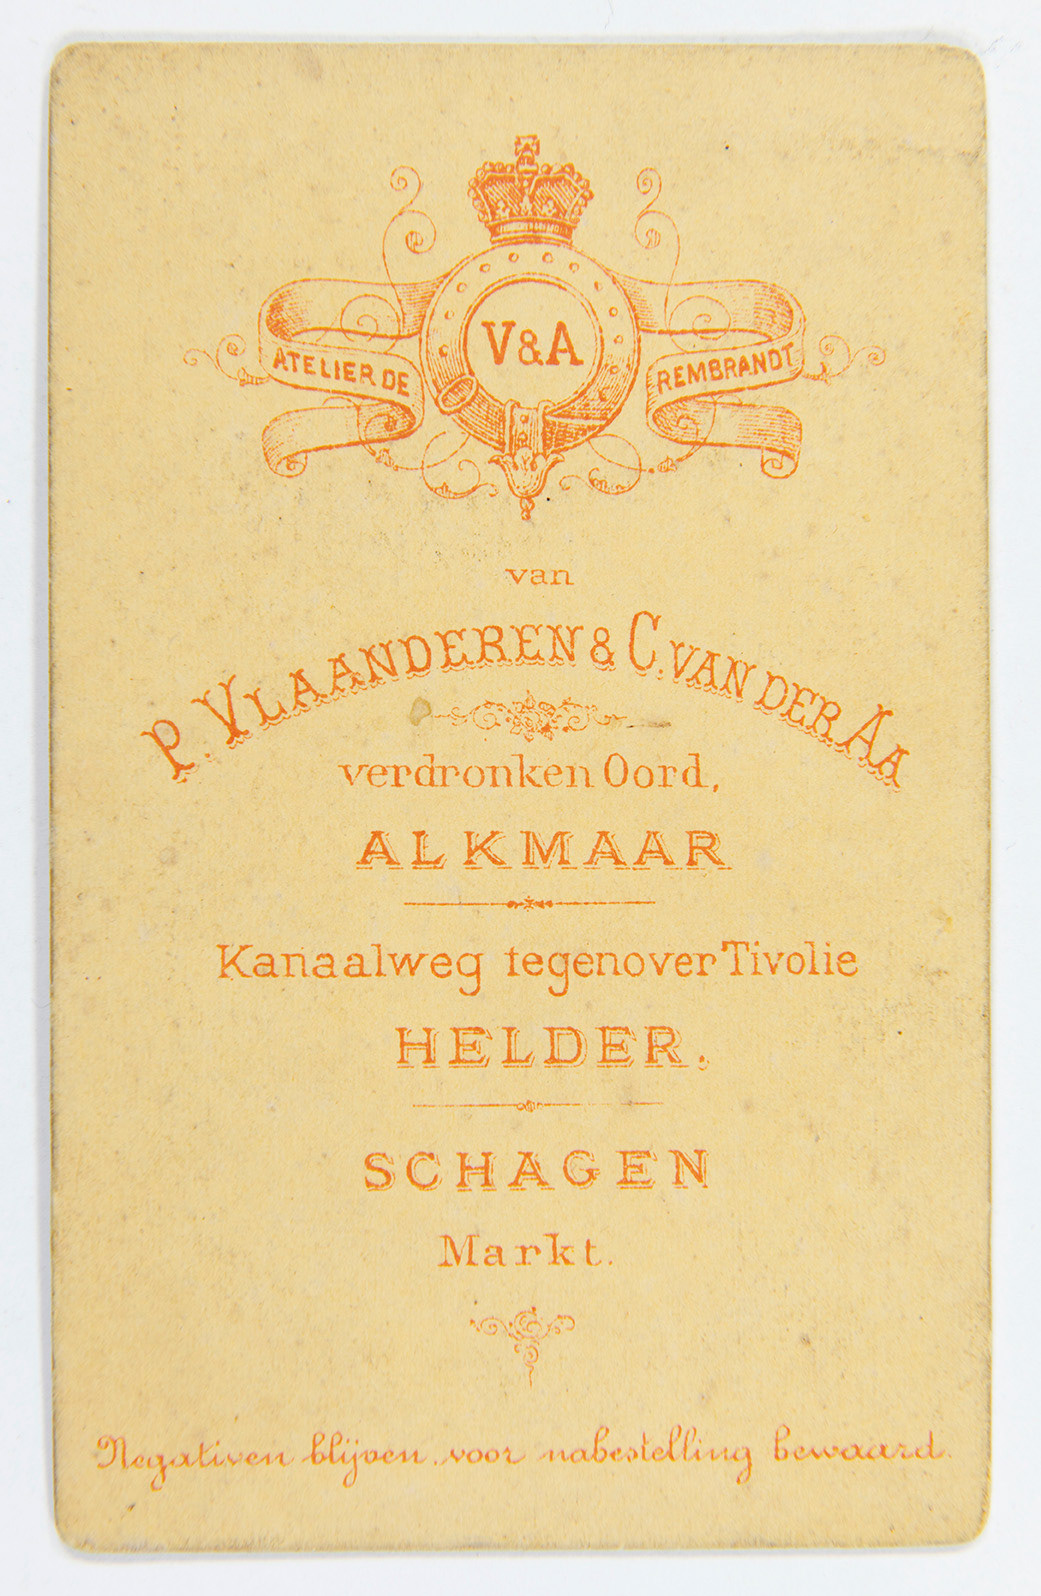 V&A
ATELIER DE REMBRANDT
van
P. VLAANDEREN & C. VAN DER AA
verdronken Oord,
ALKMAAR
Kanaalweg tegenover Tivolie
HELDER.
SCHAGEN
Markt.
Negativen blijven voor nabestelling bewaard.